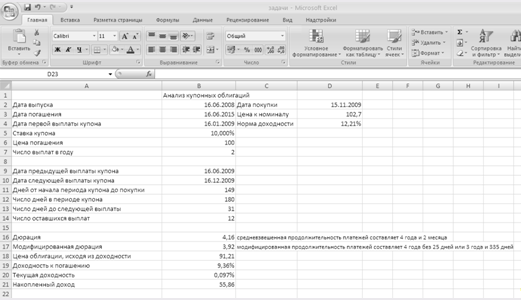 задачи - Microsoft Excel
Главная Вставка Разметка страницы Формулы Данные Рецензирование Вид Надстройки
Вставить Calibri 11 Общий Условное форматирование Форматировать как таблицу Стили ячеек Вставить Удалить Формат Сортировка и фильтр Найти
Буфер обмена Шрифт Выравнивание Число Стили Ячейки
D23 fx
A B C D E F G H I
1 Анализ купонных облигаций
2 Дата выпуска 16.06.2008 Дата покупки 15.11.2009
3 Дата погашения 16.06.2015 Цена к номиналу 102,7
4 Дата первой выплаты купона 16.01.2009 Норма доходности 12,21%
5 Ставка купона 10,000%
6 Цена погашения 100
7 Число выплат в году 2
8
9 Дата предыдущей выплаты купона 16.06.2009
10 Дата следующей выплаты купона 16.12.2009
11 Дней от начала периода купона до покупки 149
12 Число дней в периоде купона 180
13 Число дней до следующей выплаты 31
14 Число оставшихся выплат 12
15
16 Дюрация 4,16 средневзвешенная продолжительность платежей составляет 4 года и 2 месяца
17 Модифицированная дюрация 3,92 модифицированная продолжительность платежей составляет 4 года без 25 дней или 3 года и 335 дней
18 Цена облигации, исходя из доходности 91,21
19 Доходность к погашению 9,36%
20 Текущая доходность 0,097%
21 Накопленный доход 55,86
22